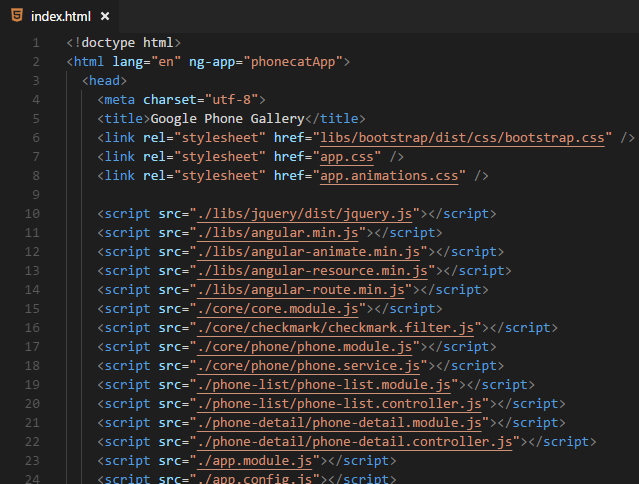 index.html ×
1 <!doctype html>
2 <html lang="en" ng-app="phonecatApp">
3 <head>
4 <meta charset="utf-8">
5 <title>Google Phone Gallery</title>
6 <link rel="stylesheet" href="libs/bootstrap/dist/css/bootstrap.css" />
7 <link rel="stylesheet" href="app.css" />
8 <link rel="stylesheet" href="app.animations.css" />
9
10 <script src="./libs/jquery/dist/jquery.js"></script>
11 <script src="./libs/angular.min.js"></script>
12 <script src="./libs/angular-animate.min.js"></script>
13 <script src="./libs/angular-resource.min.js"></script>
14 <script src="./libs/angular-route.min.js"></script>
15 <script src="./core/core.module.js"></script>
16 <script src="./core/checkmark/checkmark.filter.js"></script>
17 <script src="./core/phone/phone.module.js"></script>
18 <script src="./core/phone/phone.service.js"></script>
19 <script src="./phone-list/phone-list.module.js"></script>
20 <script src="./phone-list/phone-list.controller.js"></script>
21 <script src="./phone-detail/phone-detail.module.js"></script>
22 <script src="./phone-detail/phone-detail.controller.js"></script>
23 <script src="./app.module.js"></script>
24 <script src="./app.config.js"></script>